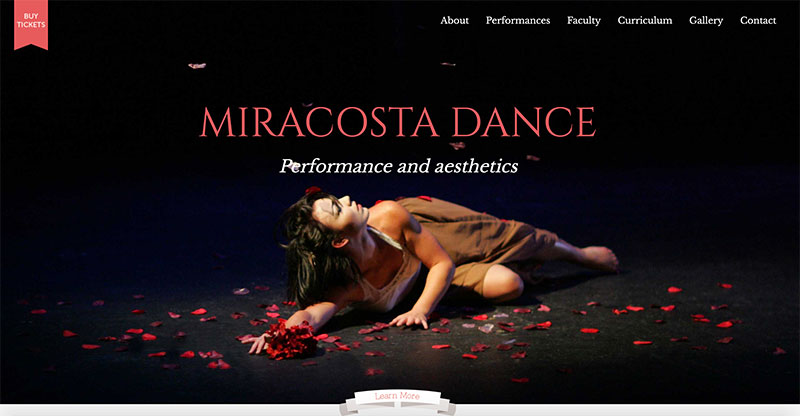 BUY
TICKETS
About Performances Faculty Curriculum Gallery Contact
MIRACOSTA DANCE
Performance and aesthetics
Learn More